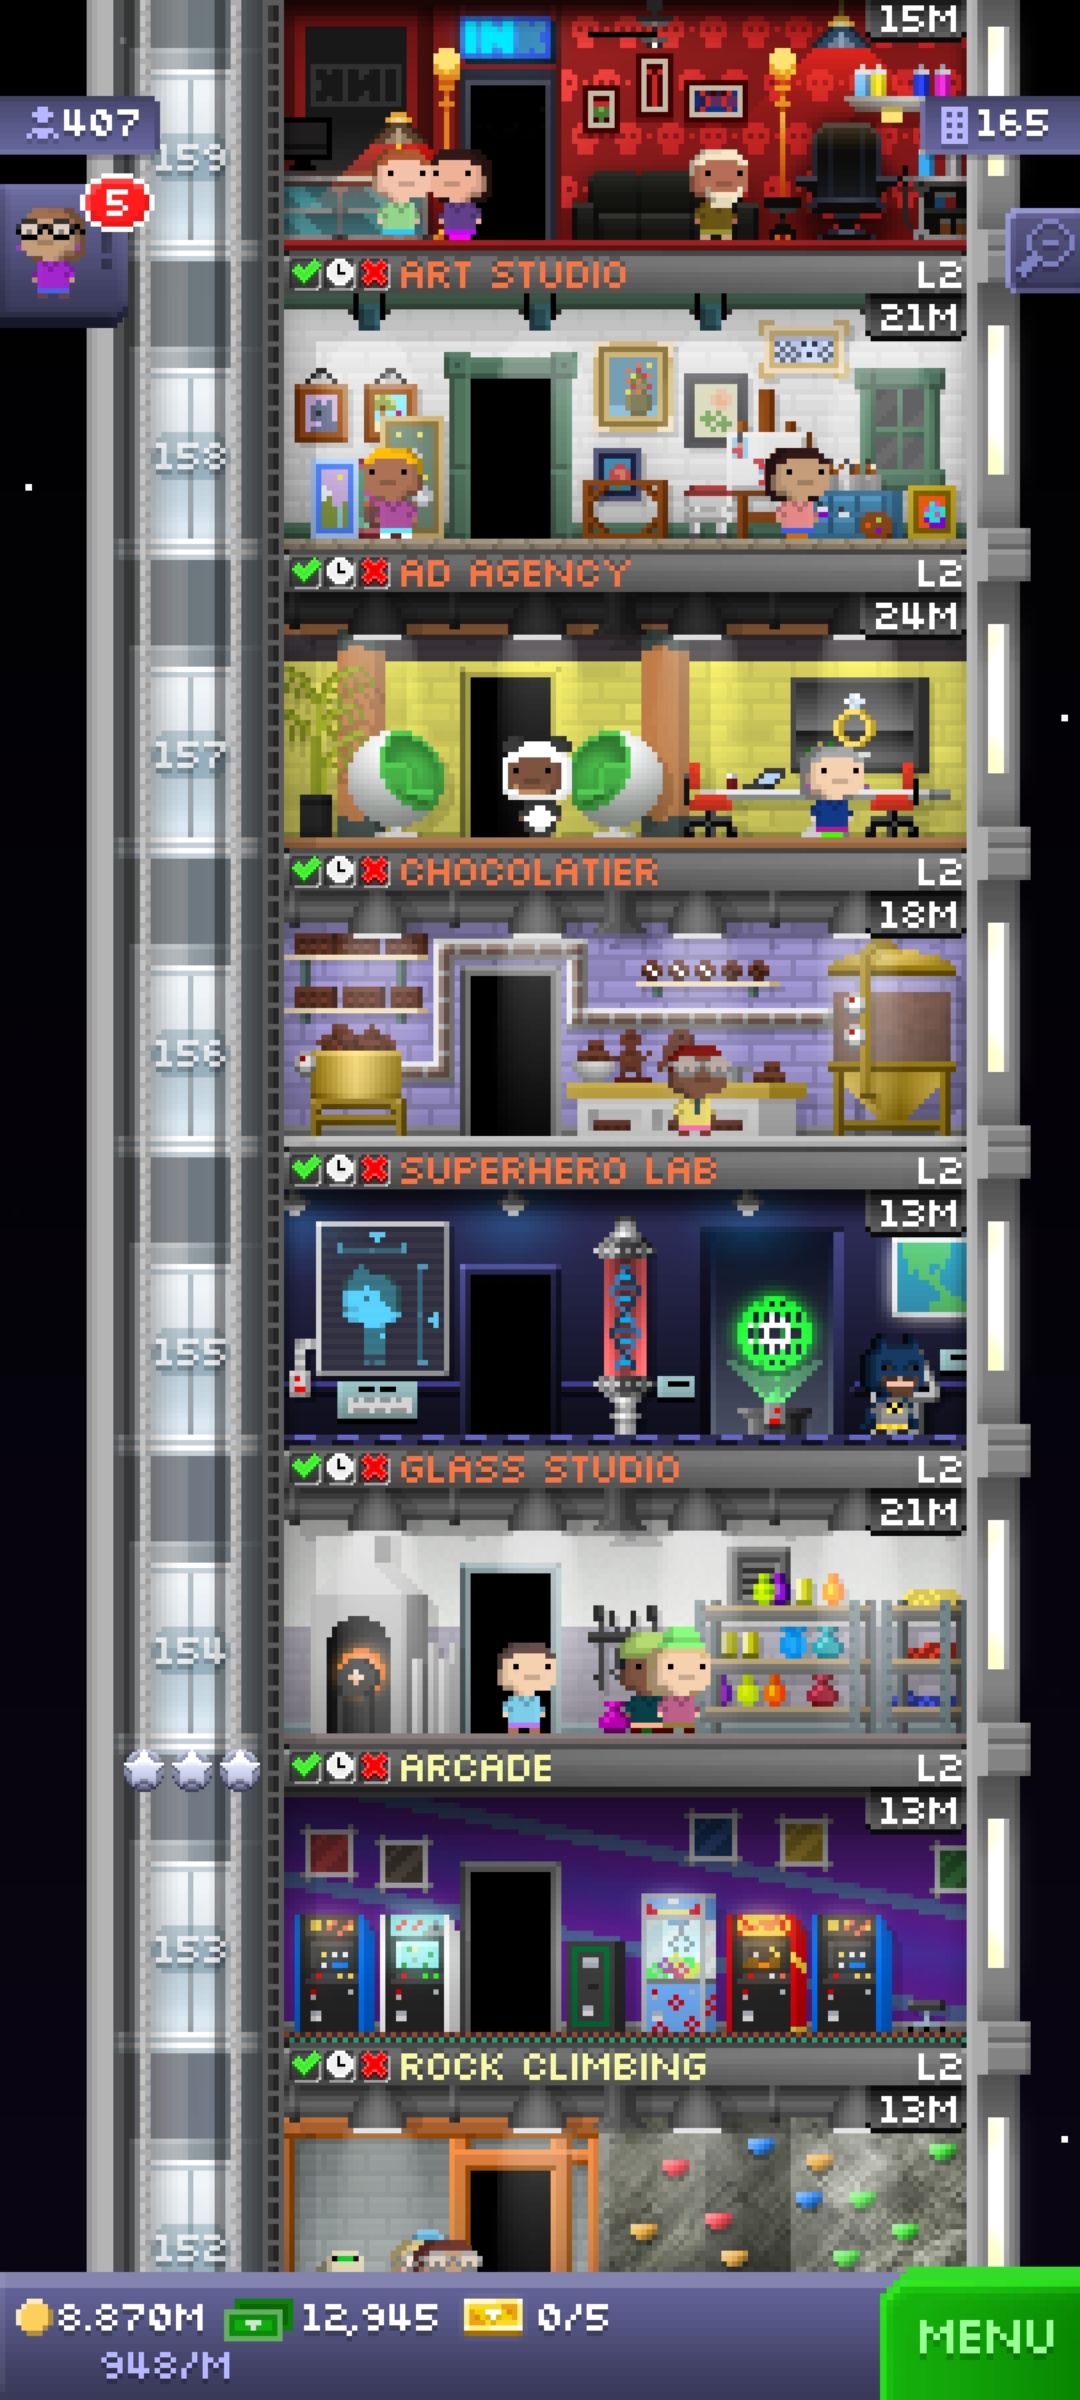 15M
407
165
159
5
ART STUDIO L2
21M
158
AD AGENCY L2
24M
157
CHOCOLATIER L2
18M
156
SUPERHERO LAB L2
13M
155
GLASS STUDIO L2
21M
154
ARCADE L2
13M
153
ROCK CLIMBING L2
13M
152
8.870M 12,945 0/5
948/M
MENU